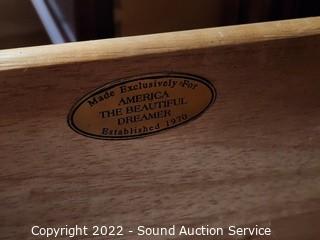 Made Exclusively For
AMERICA
THE BEAUTIFUL
DREAMER
Established 1970
Copyright 2022 - Sound Auction Service